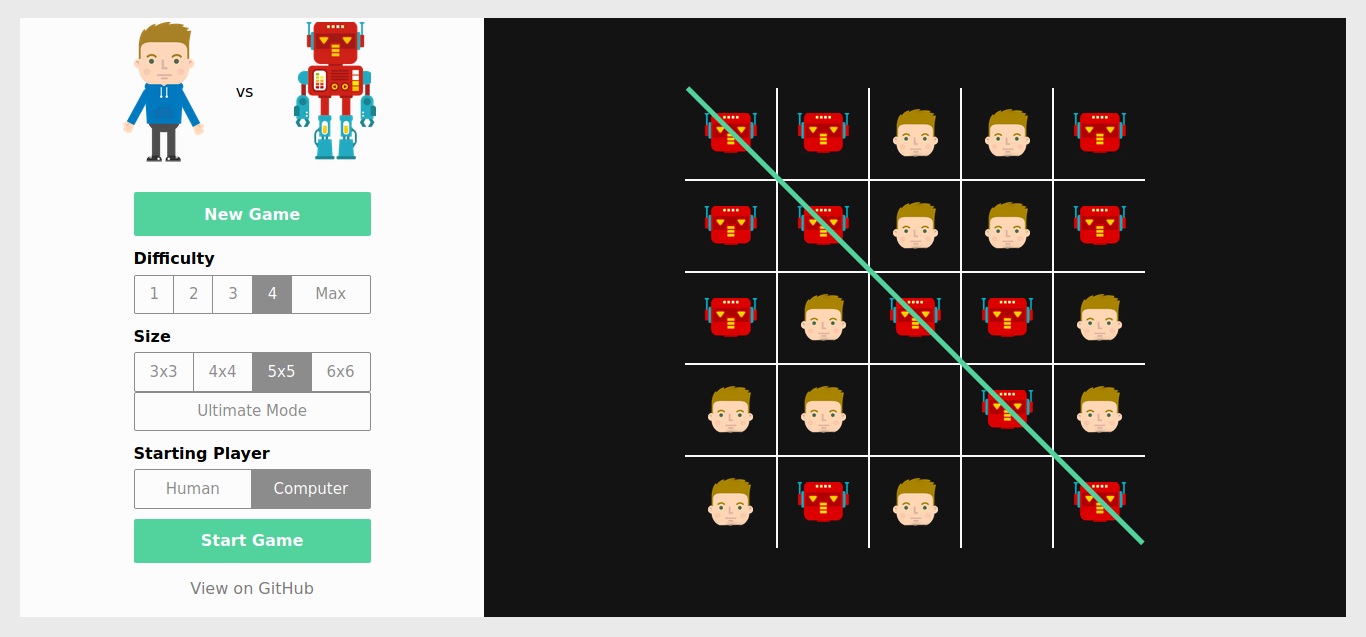 vs
New Game
Difficulty
1 2 3 4 Max
Size
3x3 4x4 5x5 6x6
Ultimate Mode
Starting Player
Human Computer
Start Game
View on GitHub